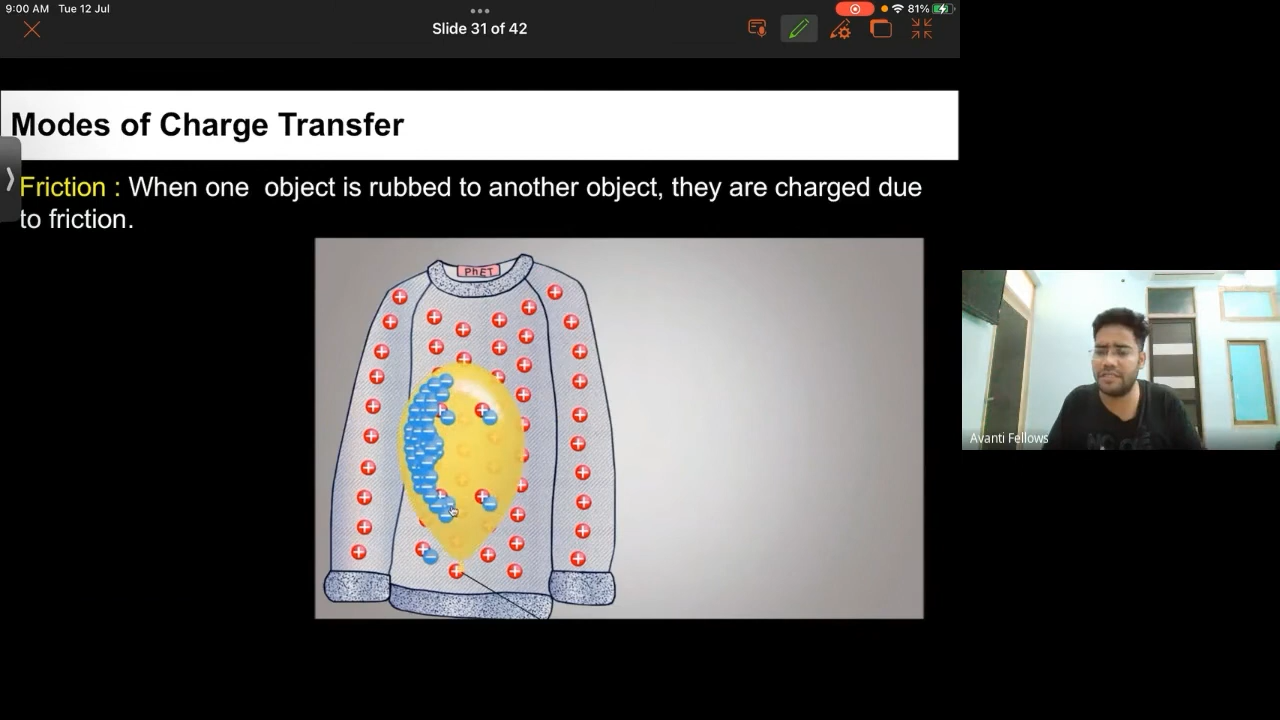 9:00 AM Tue 12 Jul
81%
Slide 31 of 42
Modes of Charge Transfer
Friction : When one object is rubbed to another object, they are charged due
to friction.
PhET
Avanti Fellows